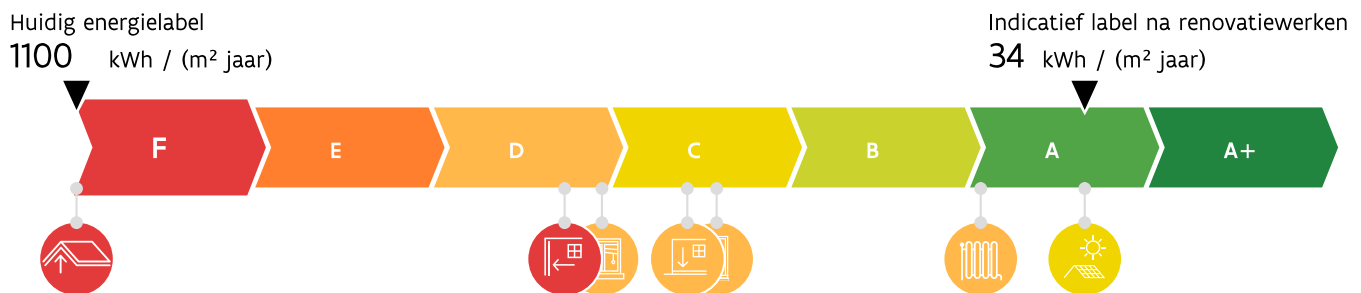 Huidig energielabel
1100 kWh / (m² jaar)
Indicatief label na renovatiewerken
34 kWh / (m² jaar)
F E D C B A A+